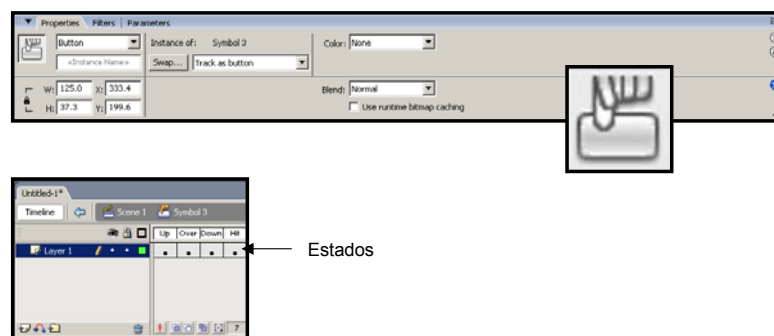 Properties Filters Parameters
Button Instance of: Symbol 3 Color: None
<Instance Name> Swap... Track as button
W: 125.0 X: 333.4 Blend: Normal
H: 37.3 Y: 199.6 Use runtime bitmap caching
Untitled-1*
Timeline Scene 1 Symbol 3
Up Over Down Hit
Layer 1
Estados
7